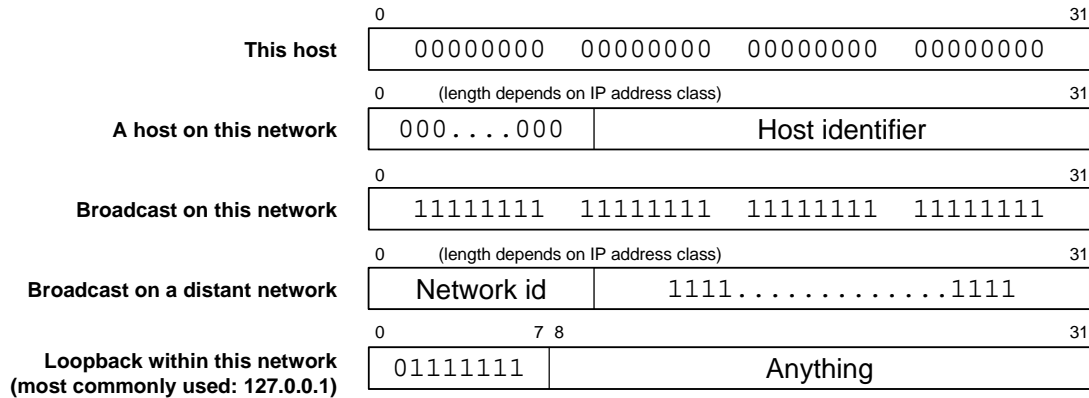 0 31
This host 00000000 00000000 00000000 00000000
0 (length depends on IP address class) 31
A host on this network 000....000 Host identifier
0 31
Broadcast on this network 11111111 11111111 11111111 11111111
0 (length depends on IP address class) 31
Broadcast on a distant network Network id 1111.............1111
0 7 8 31
Loopback within this network
(most commonly used: 127.0.0.1) 01111111 Anything